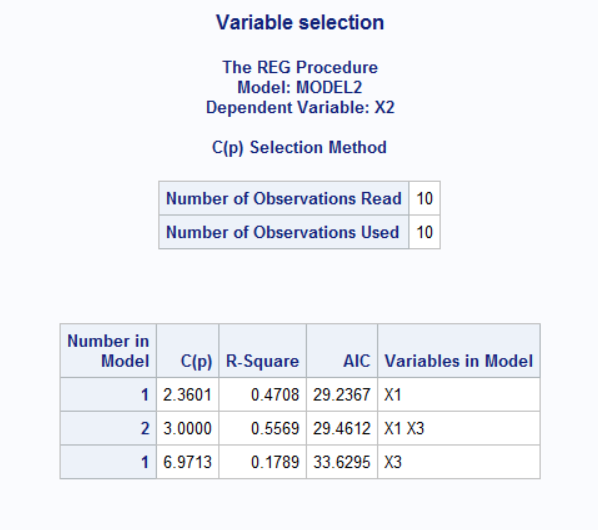 Variable selection
The REG Procedure
Model: MODEL2
Dependent Variable: X2
C(p) Selection Method
Number of Observations Read 10
Number of Observations Used 10
Number in Model C(p) R-Square AIC Variables in Model
1 2.3601 0.4708 29.2367 X1
2 3.0000 0.5569 29.4612 X1 X3
1 6.9713 0.1789 33.6295 X3